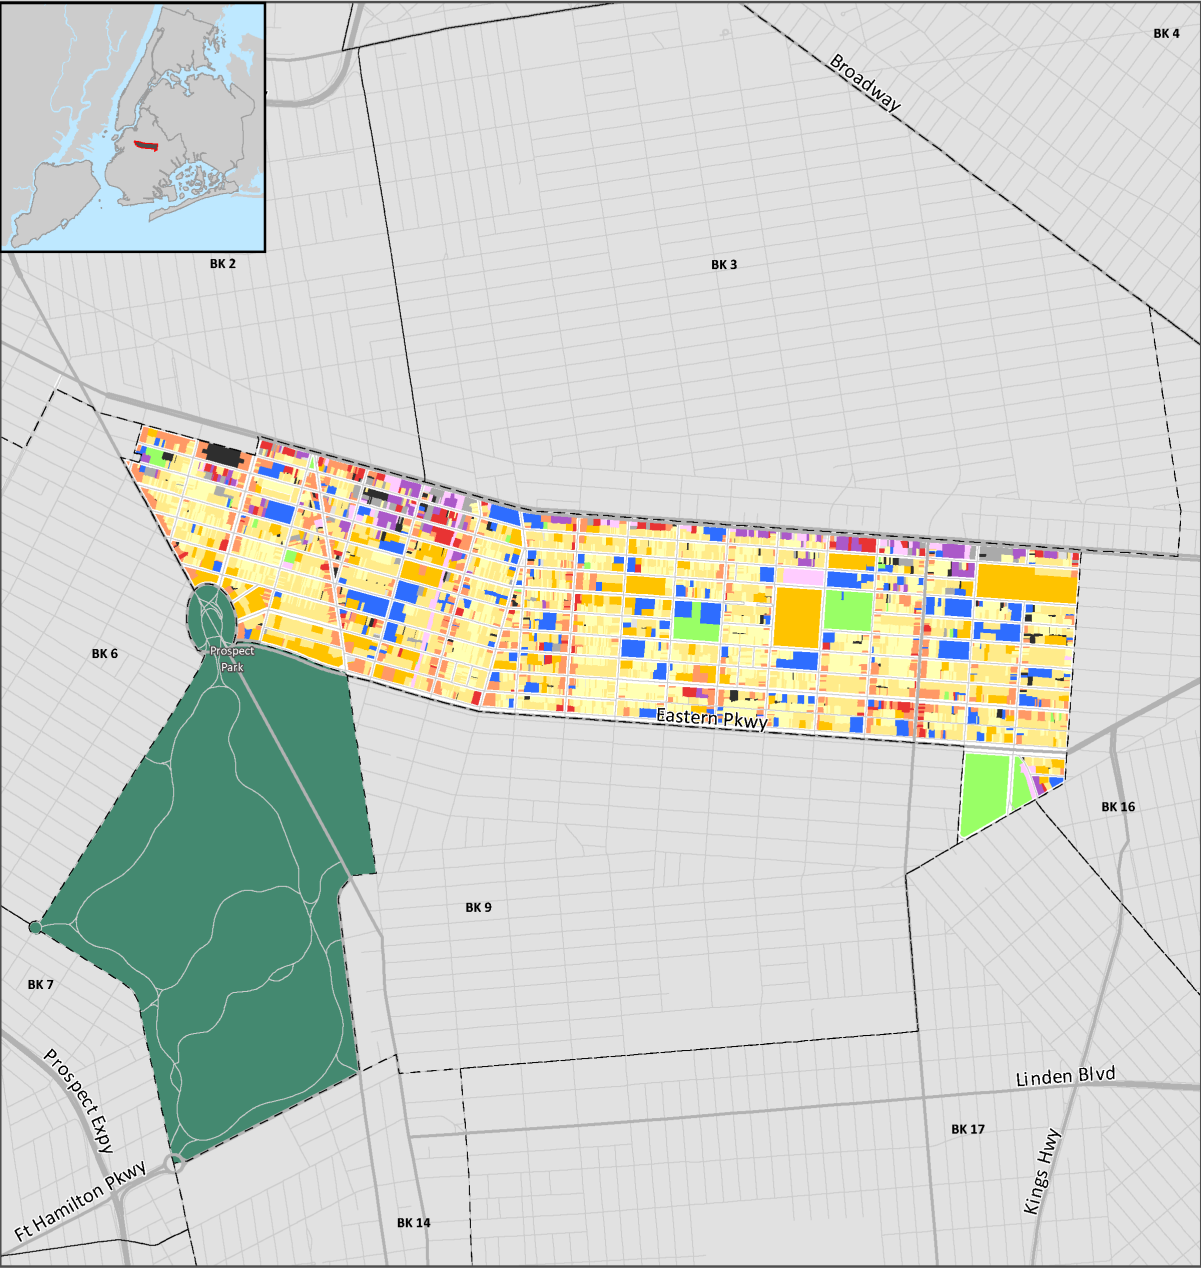 BK 4
Broadway
BK 2
BK 3
BK 6
Prospect
Park
Eastern Pkwy
BK 16
BK 9
BK 7
Prospect Expy
Linden Blvd
BK 17
Kings Hwy
Ft Hamilton Pkwy
BK 14